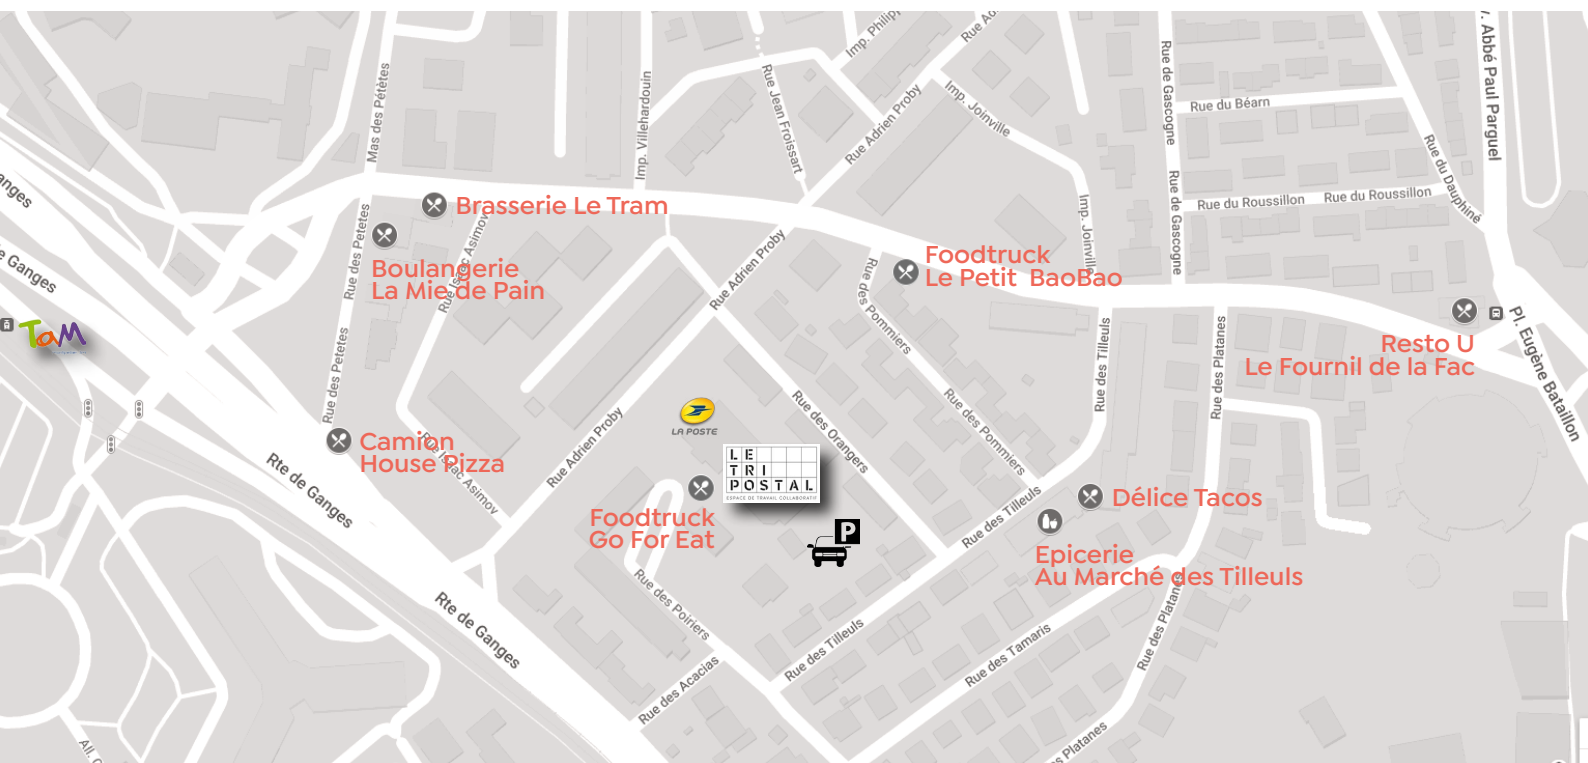 Imp. Philip
Rue A
v. Abbé Paul Parguel
Rue de Gascogne
Mas des Pétètes
Imp. Villehardouin
Rue Jean Froissart
Rue Adrien Proby
Imp. Joinville
Rue du Béarn
Rue du Dauphiné
anges
Rue de Gascogne
Rue du Roussillon
Rue du Roussillon
Brasserie Le Tram
Imp. Joinville
Rue des Petetes
Rue Isaac Asimov
Rue Adrien Proby
e Ganges
Boulangerie
La Mie de Pain
Foodtruck
Le Petit BaoBao
Rue des Pommiers
TaM
Resto U
Le Fournil de la Fac
Pl. Eugène Bataillon
Rue des Petetes
Rue des Tilleuls
Rue des Platanes
LA POSTE
Rue Adrien Proby
Rue des Orangers
Rue des Pommiers
Camion
House Pizza
Rue Isaac Asimov
Rte de Ganges
LE
TRI
POSTAL
ESPACE DE TRAVAIL COLLABORATIF
Foodtruck
Go For Eat
P
Rue des Tilleuls
Délice Tacos
Epicerie
Au Marché des Tilleuls
Rte de Ganges
Rue des Poiriers
Rue des Acacias
Rue des Tilleuls
Rue des Tamaris
Rue des Platanes
Platanes
All.